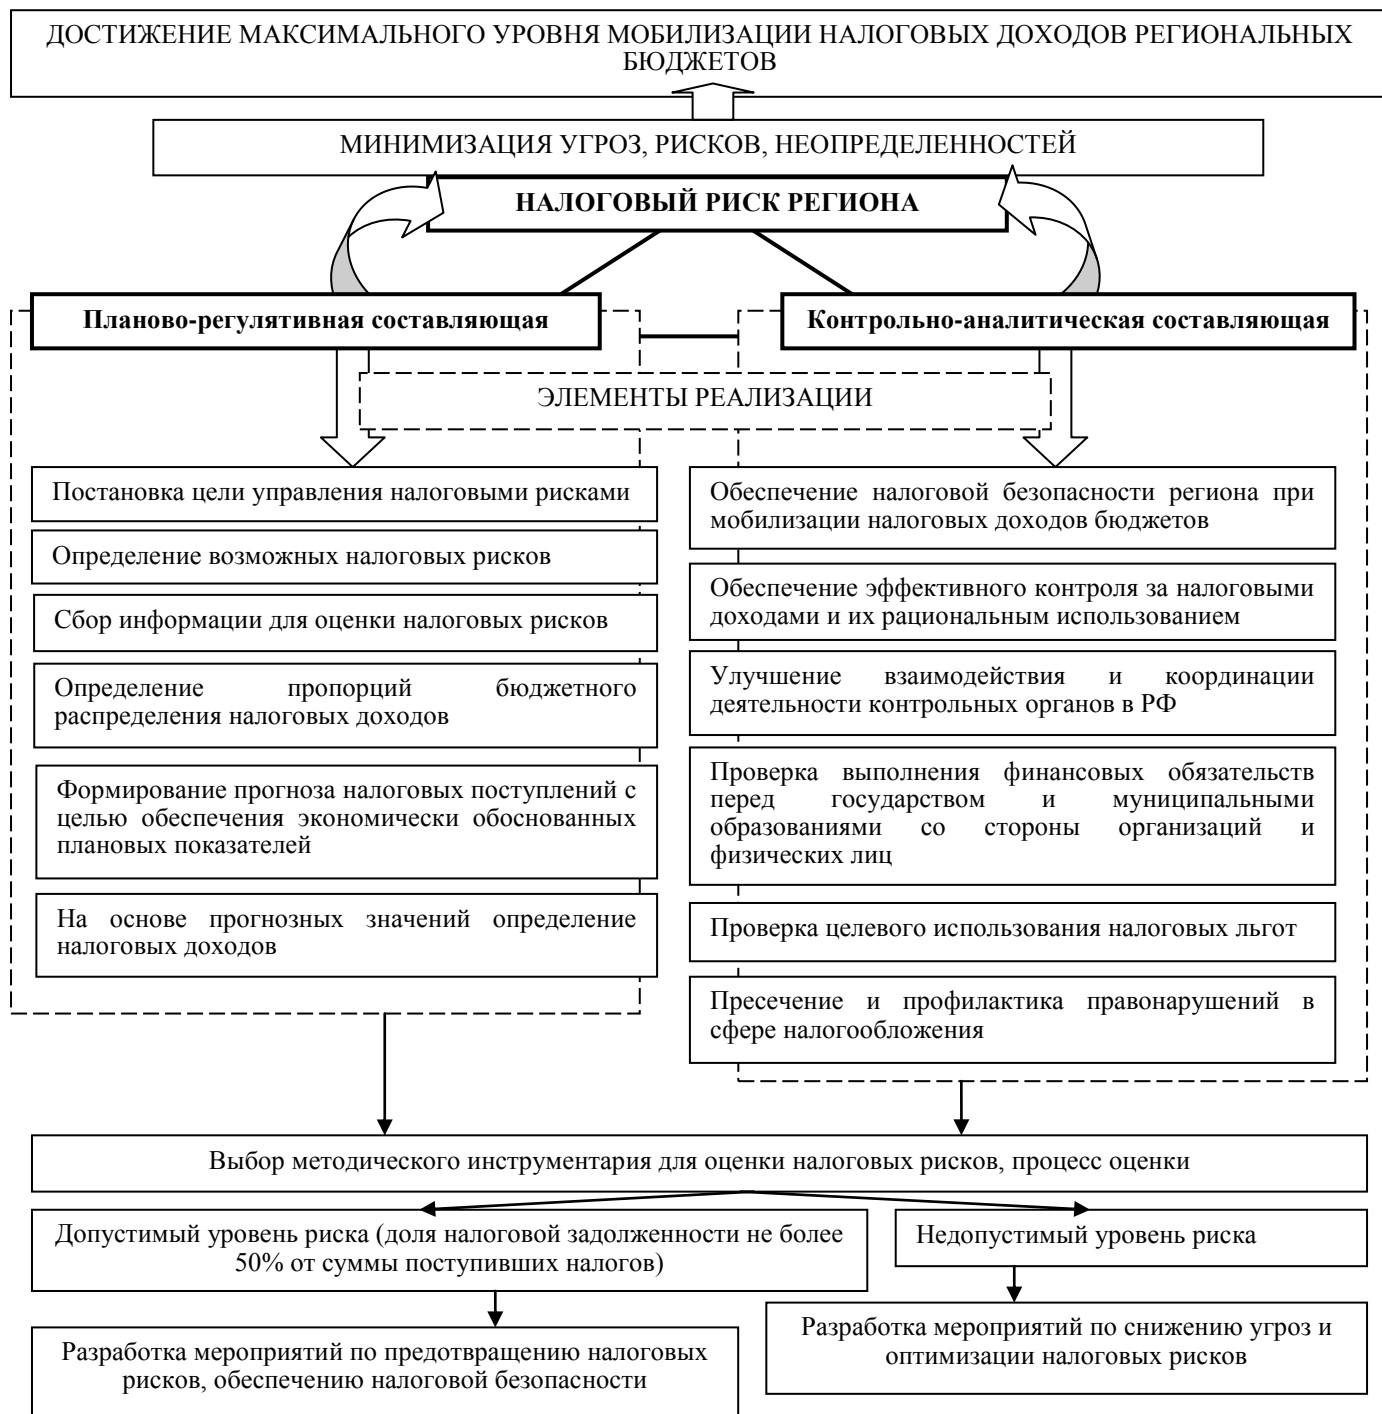 ДОСТИЖЕНИЕ МАКСИМАЛЬНОГО УРОВНЯ МОБИЛИЗАЦИИ НАЛОГОВЫХ ДОХОДОВ РЕГИОНАЛЬНЫХ
БЮДЖЕТОВ
МИНИМИЗАЦИЯ УГРОЗ, РИСКОВ, НЕОПРЕДЕЛЕННОСТЕЙ
НАЛОГОВЫЙ РИСК РЕГИОНА
Планово-регулятивная составляющая
Контрольно-аналитическая составляющая
ЭЛЕМЕНТЫ РЕАЛИЗАЦИИ
Постановка цели управления налоговыми рисками
Определение возможных налоговых рисков
Сбор информации для оценки налоговых рисков
Определение пропорций бюджетного
распределения налоговых доходов
Формирование прогноза налоговых поступлений с
целью обеспечения экономически обоснованных
плановых показателей
На основе прогнозных значений определение
налоговых доходов
Обеспечение налоговой безопасности региона при
мобилизации налоговых доходов бюджетов
Обеспечение эффективного контроля за налоговыми
доходами и их рациональным использованием
Улучшение взаимодействия и координации
деятельности контрольных органов в РФ
Проверка выполнения финансовых обязательств
перед государством и муниципальными
образованиями со стороны организаций и
физических лиц
Проверка целевого использования налоговых льгот
Пресечение и профилактика правонарушений в
сфере налогообложения
Выбор методического инструментария для оценки налоговых рисков, процесс оценки
Допустимый уровень риска (доля налоговой задолженности не более
50% от суммы поступивших налогов)
Недопустимый уровень риска
Разработка мероприятий по предотвращению налоговых
рисков, обеспечению налоговой безопасности
Разработка мероприятий по снижению угроз и
оптимизации налоговых рисков